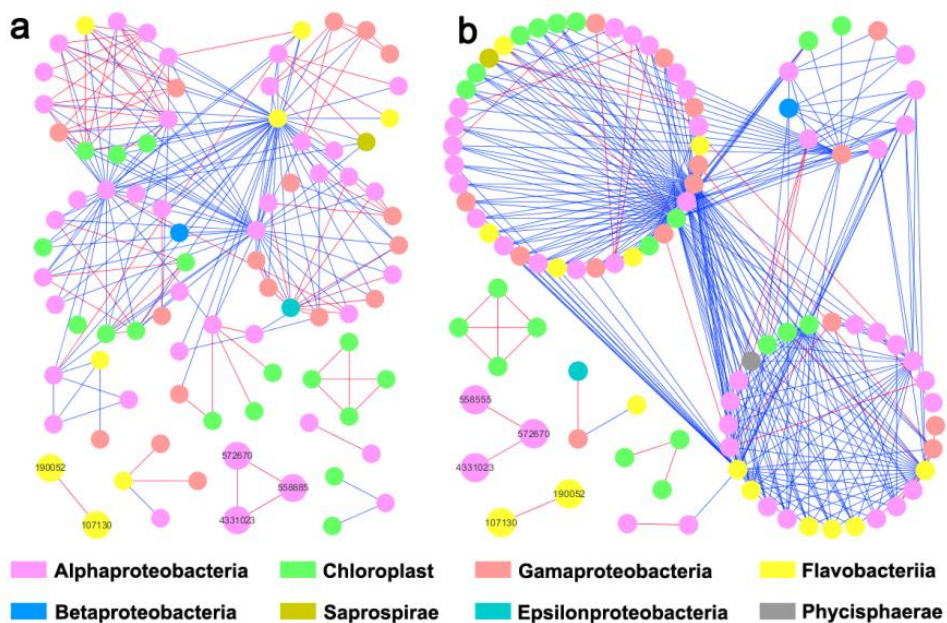 a
b
190052
107130
572670
558885
4331023
558555
572670
4331023
190052
107130
Alphaproteobacteria
Chloroplast
Gamaproteobacteria
Flavobacteriia
Betaproteobacteria
Saprospirae
Epsilonproteobacteria
Phycisphaerae